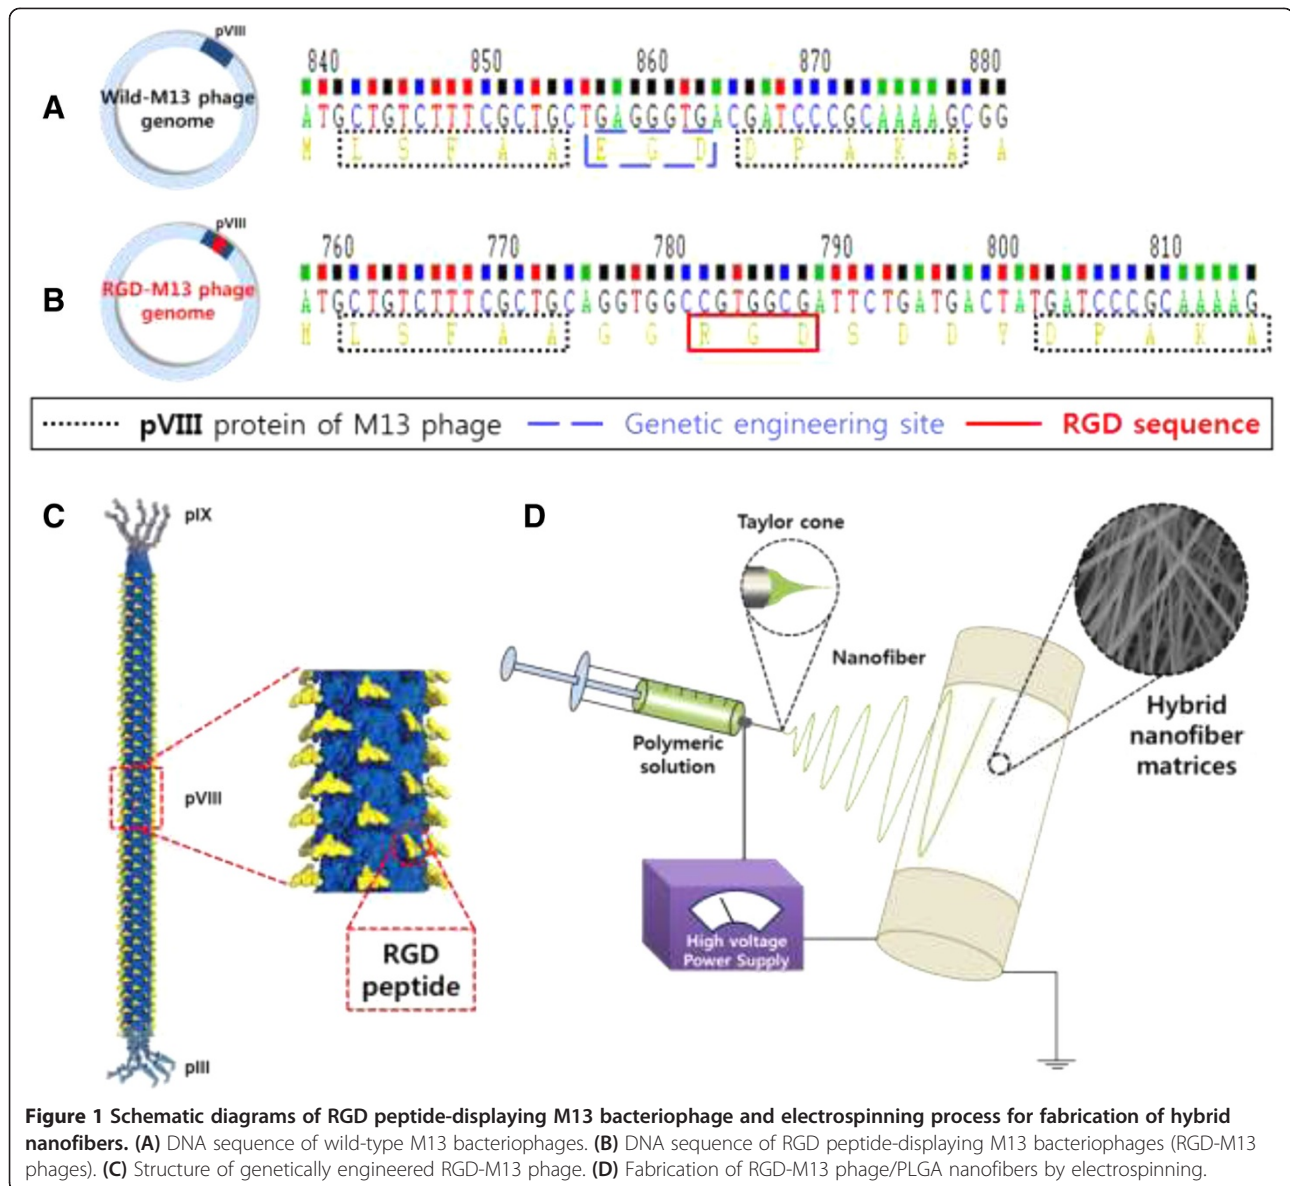 pVIII
840 850 860 870 880
A
Wild-M13 phage
genome
ATGCTGTCTTTCGCTGCTGAGGGTGACGATCCCGCAAAAGCGG
M L S F A A E G D D P A K A A
pVIII
760 770 780 790 800 810
B
RGD-M13 phage
genome
ATGCTGTCTTTCGCTGCAGGTGGCCGTGGCGATTCTGATGACTATGATCCCGCAAAAG
M L S F A A G G R G D S D D Y D P A K A
pVIII protein of M13 phage Genetic engineering site RGD sequence
C
pIX
pVIII
RGD
peptide
pIII
D
Taylor cone
Nanofiber
Polymeric
solution
High voltage
Power Supply
Hybrid
nanofiber
matrices
Figure 1 Schematic diagrams of RGD peptide-displaying M13 bacteriophage and electrospinning process for fabrication of hybrid
nanofibers. (A) DNA sequence of wild-type M13 bacteriophages. (B) DNA sequence of RGD peptide-displaying M13 bacteriophages (RGD-M13
phages). (C) Structure of genetically engineered RGD-M13 phage. (D) Fabrication of RGD-M13 phage/PLGA nanofibers by electrospinning.